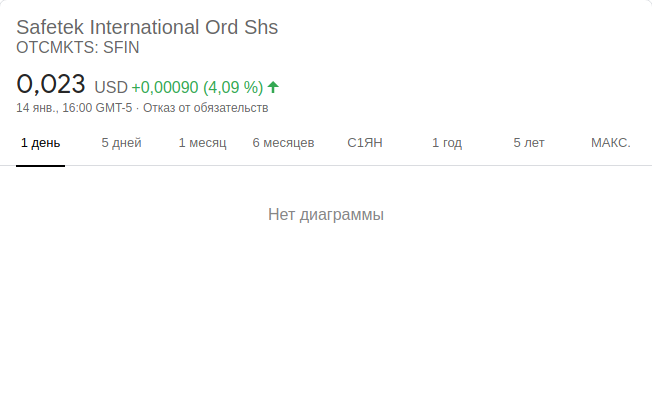 Safetek International Ord Shs
OTCMKTS: SFIN
0,023 USD +0,00090 (4,09 %)
14 янв., 16:00 GMT-5 · Отказ от обязательств
1 день 5 дней 1 месяц 6 месяцев С1ЯН 1 год 5 лет МАКС.
Нет диаграммы